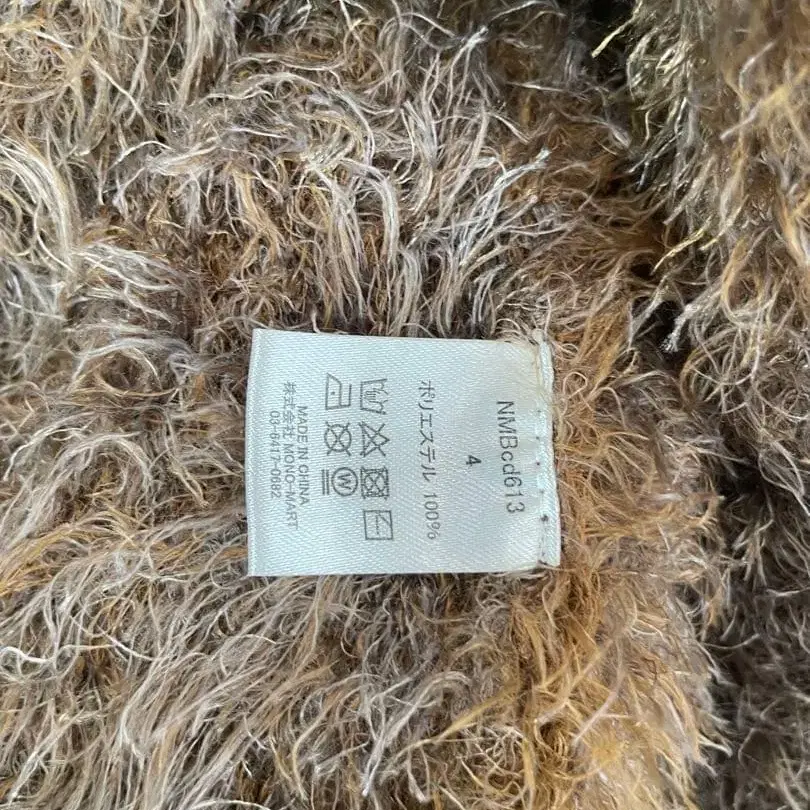 NMBcd613
4
ポリエステル 100%
W
MADE IN CHINA
株式会社 MONO-MART
03-6417-0682